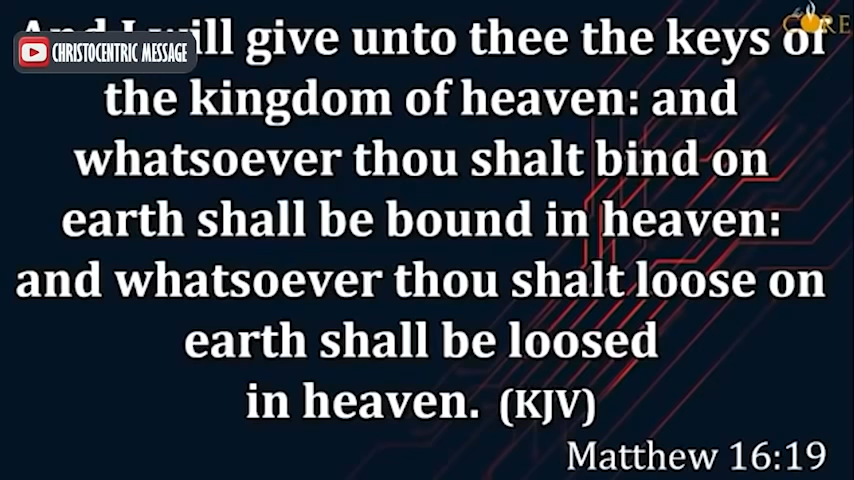 And I will give unto thee the keys of
CHRISTOCENTRIC MESSAGE
the kingdom of heaven: and
whatsoever thou shalt bind on
earth shall be bound in heaven:
and whatsoever thou shalt loose on
earth shall be loosed
in heaven. (KJV)
Matthew 16:19